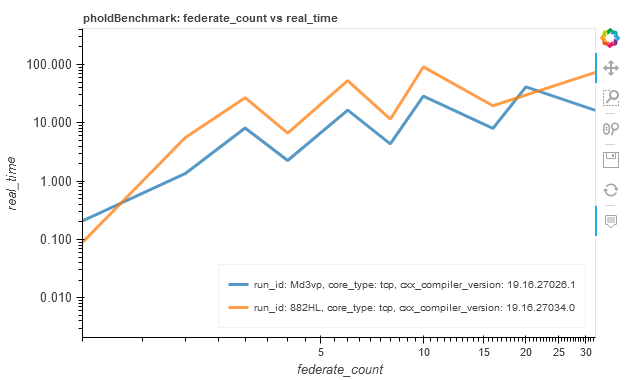 pholdBenchmark: federate_count vs real_time
100.000
10.000
1.000
0.100
0.010
real_time
run_id: Md3vp, core_type: tcp, cxx_compiler_version: 19.16.27026.1
run_id: 882HL, core_type: tcp, cxx_compiler_version: 19.16.27034.0
5 10 15 20 25 30
federate_count